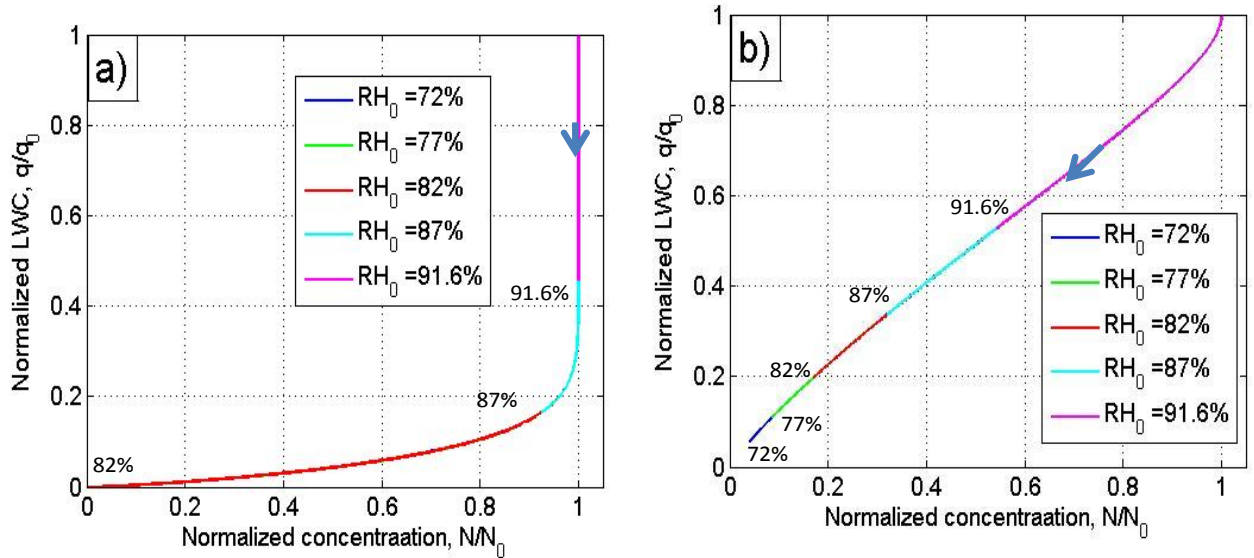 a)
Normalized LWC, q/q0
1
0.8
0.6
0.4
0.2
0
RH0 =72%
RH0 =77%
RH0 =82%
RH0 =87%
RH0 =91.6%
91.6%
87%
82%
0 0.2 0.4 0.6 0.8 1
Normalized concentraation, N/N0
b)
Normalized LWC, q/q0
1
0.8
0.6
0.4
0.2
0
91.6%
87%
82%
77%
72%
RH0 =72%
RH0 =77%
RH0 =82%
RH0 =87%
RH0 =91.6%
0 0.2 0.4 0.6 0.8 1
Normalized concentraation, N/N0